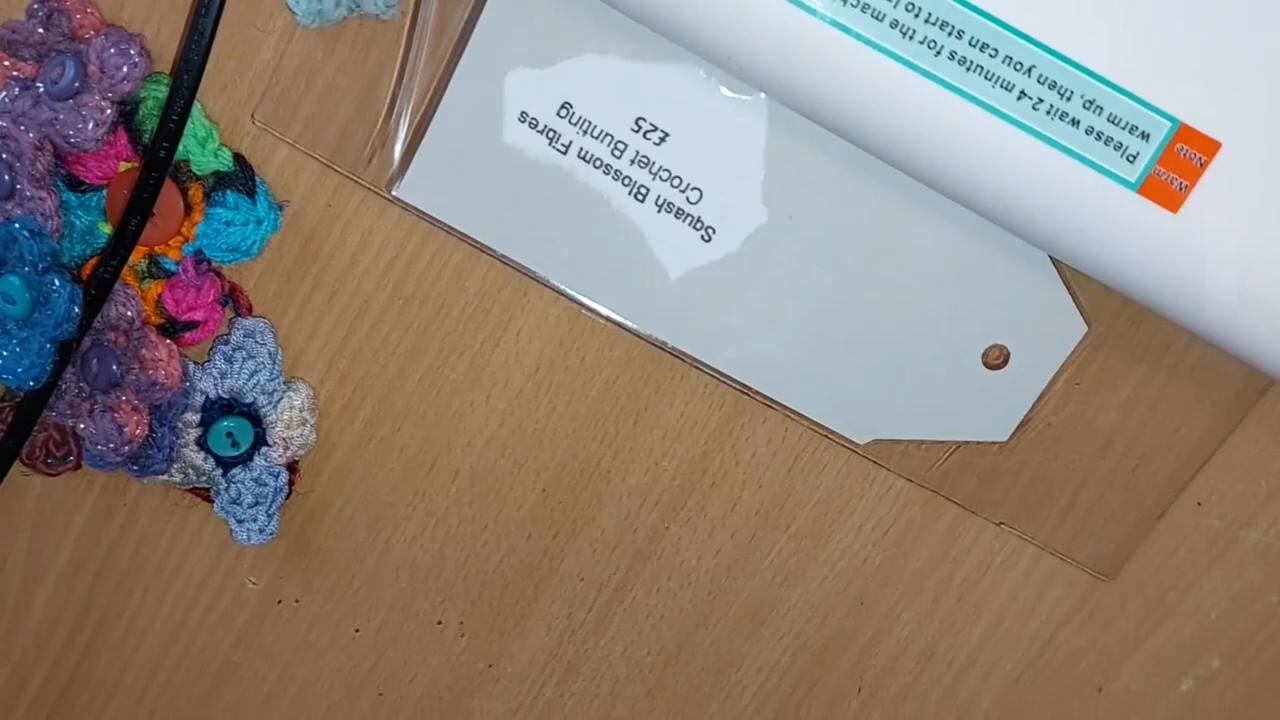 Squash Blossom Fibres
Crochet Bunting
£25
Warm
Note
Please wait 2-4 minutes for the
warm up, then you can start to